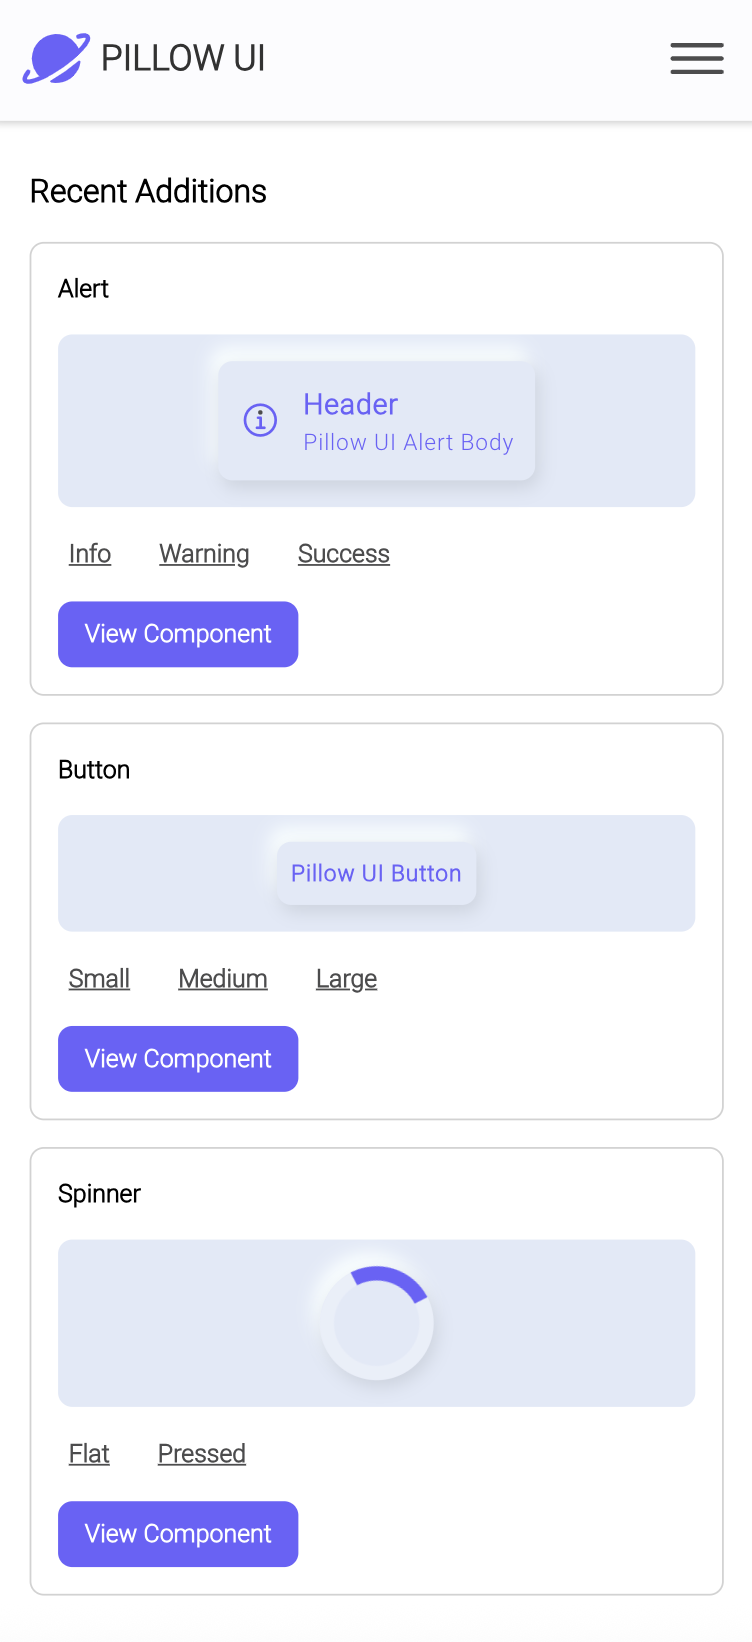 PILLOW UI
Recent Additions
Alert
Header
Pillow UI Alert Body
Info Warning Success
View Component
Button
Pillow UI Button
Small Medium Large
View Component
Spinner
Flat Pressed
View Component